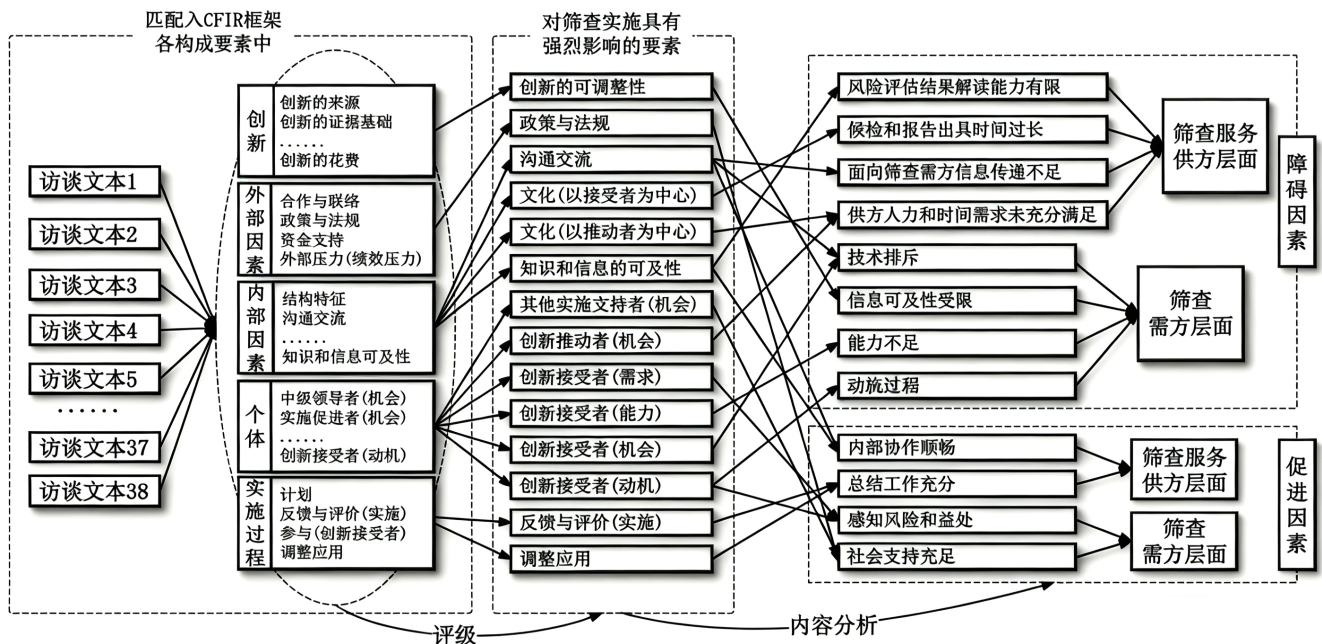 匹配入CFIR框架
各构成要素中
访谈文本1
访谈文本2
访谈文本3
访谈文本4
访谈文本5
······
访谈文本37
访谈文本38
创新
创新的来源
创新的证据基础
······
创新的花费
外部因素
合作与联络
政策与法规
资金支持
外部压力(绩效压力)
内部因素
结构特征
沟通交流
······
知识和信息可及性
个体
中级领导者(机会)
实施促进者(机会)
······
创新接受者(动机)
实施过程
计划
反馈与评价(实施)
参与(创新接受者)
调整应用
评级
对筛查实施具有
强烈影响的要素
创新的可调整性
政策与法规
沟通交流
文化(以接受者为中心)
文化(以推动者为中心)
知识和信息的可及性
其他实施支持者(机会)
创新推动者(机会)
创新接受者(需求)
创新接受者(能力)
创新接受者(机会)
创新接受者(动机)
反馈与评价(实施)
调整应用
内容分析
风险评估结果解读能力有限
候检和报告出具时间过长
面向筛查需方信息传递不足
供方人力和时间需求未充分满足
技术排斥
信息可及性受限
能力不足
动施过程
筛查服务
供方层面
筛查
需方层面
障碍因素
内部协作顺畅
总结工作充分
感知风险和益处
社会支持充足
筛查服务
供方层面
筛查
需方层面
促进因素